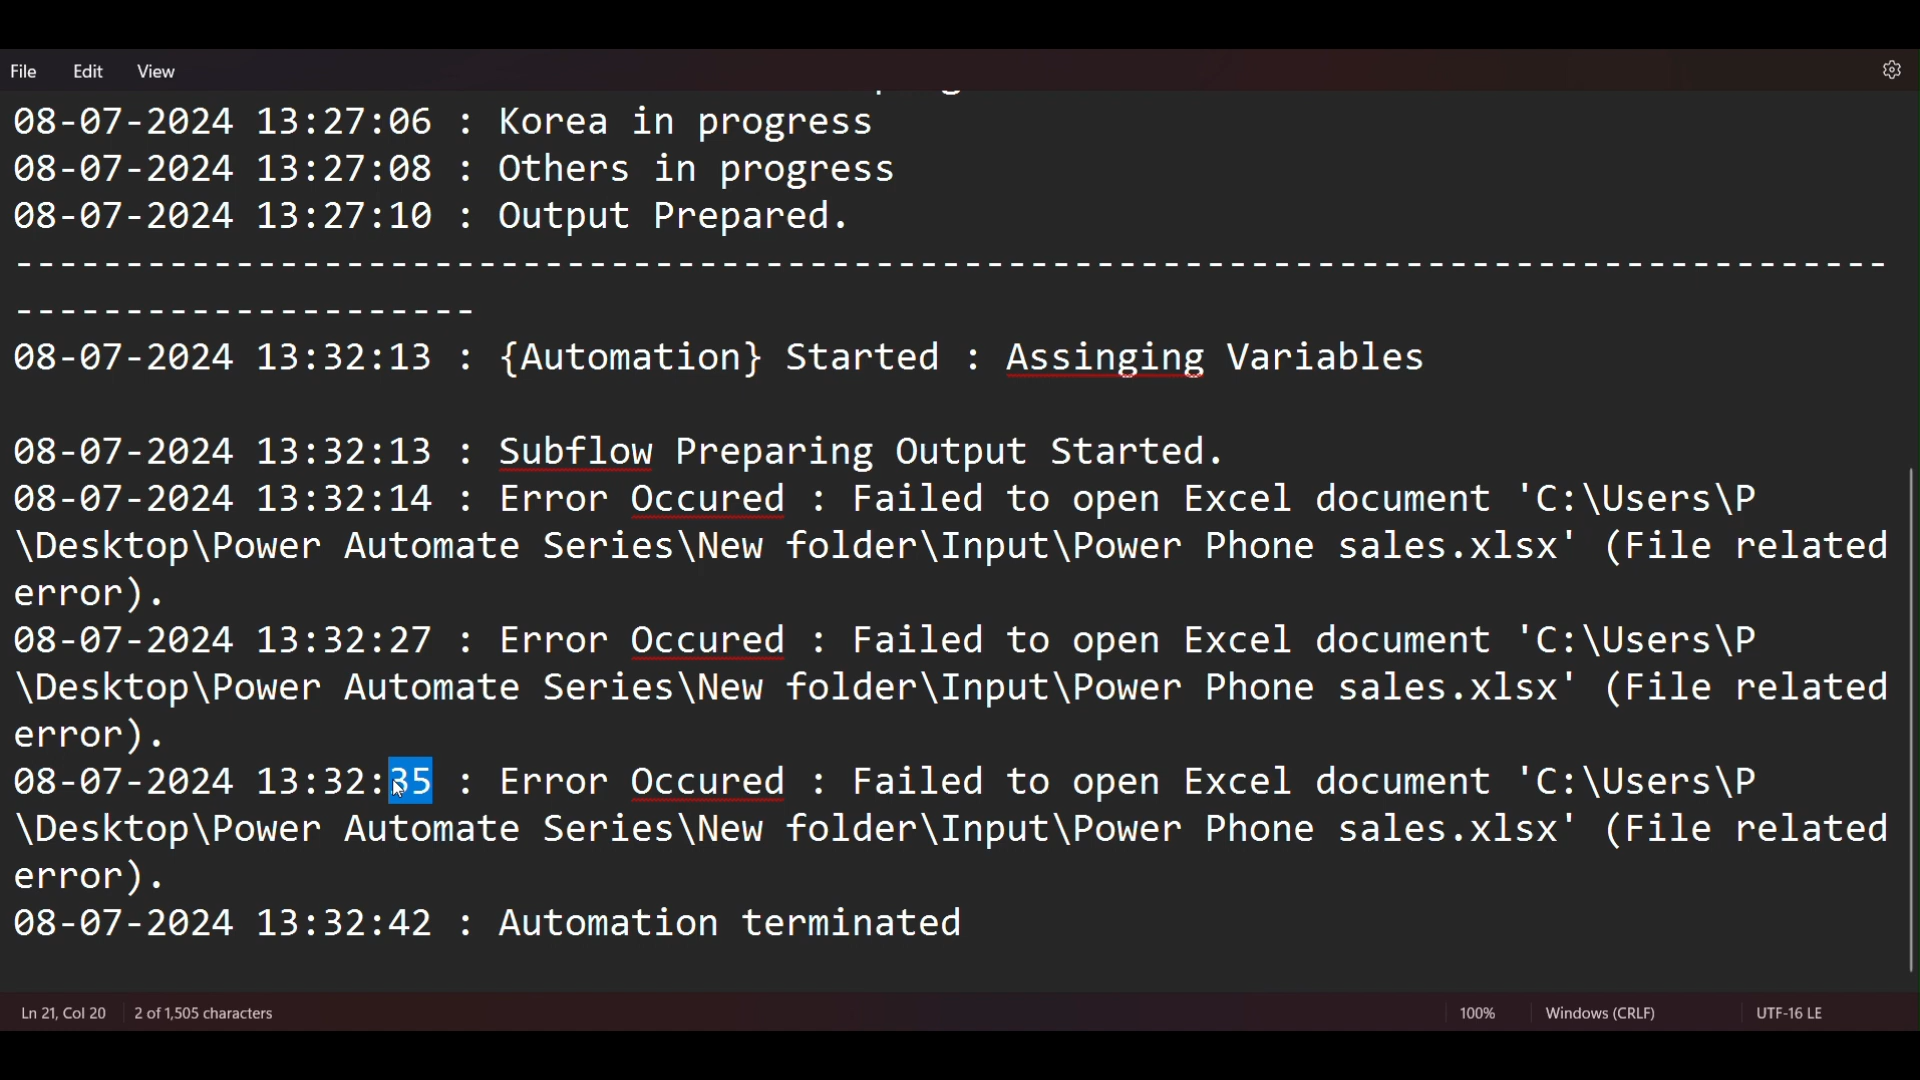 File Edit View
08-07-2024 13:27:06 : Korea in progress
08-07-2024 13:27:08 : Others in progress
08-07-2024 13:27:10 : Output Prepared.
-------------------------------------------------------------------------------------
---------------------
08-07-2024 13:32:13 : {Automation} Started : Assinging Variables
08-07-2024 13:32:13 : Subflow Preparing Output Started.
08-07-2024 13:32:14 : Error Occured : Failed to open Excel document 'C:\Users\P
\Desktop\Power Automate Series\New folder\Input\Power Phone sales.xlsx' (File related
error).
08-07-2024 13:32:27 : Error Occured : Failed to open Excel document 'C:\Users\P
\Desktop\Power Automate Series\New folder\Input\Power Phone sales.xlsx' (File related
error).
08-07-2024 13:32:35 : Error Occured : Failed to open Excel document 'C:\Users\P
\Desktop\Power Automate Series\New folder\Input\Power Phone sales.xlsx' (File related
error).
08-07-2024 13:32:42 : Automation terminated
Ln 21, Col 20 2 of 1,505 characters 100% Windows (CRLF) UTF-16 LE